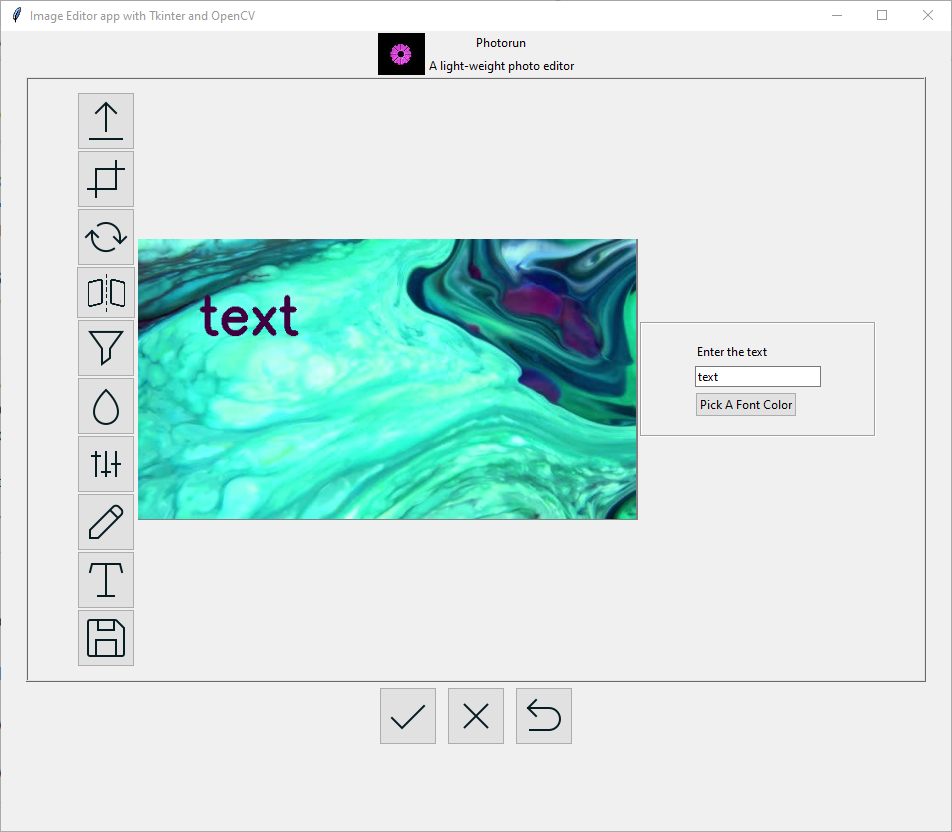 Image Editor app with Tkinter and OpenCV
Photorun
A light-weight photo editor
text
Enter the text
text
Pick A Font Color